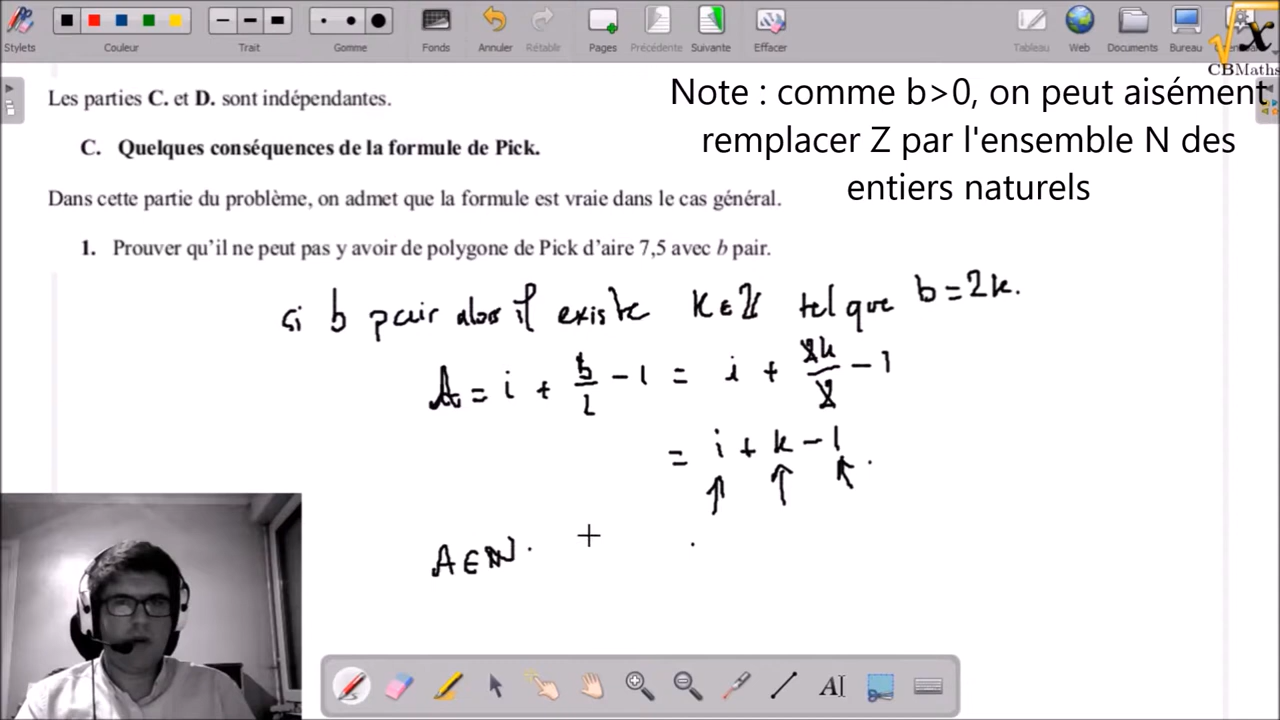 Stylets
Couleur
Trait
Gomme
Fonds
Annuler
Rétablir
Pages
Précédente
Suivante
Effacer
Tableau
Web
Documents
Bureau
CBMaths
Les parties C. et D. sont indépendantes.
Note : comme b>0, on peut aisément
remplacer Z par l'ensemble N des
entiers naturels
C. Quelques conséquences de la formule de Pick.
Dans cette partie du problème, on admet que la formule est vraie dans le cas général.
1. Prouver qu'il ne peut pas y avoir de polygone de Pick d'aire 7,5 avec b pair.
si b pair alors il existe k ∈ ℤ tel que b = 2k.
A = i + b/2 - 1 = i + 2k/2 - 1
= i + k - 1.
A ∈ ℕ.
AI